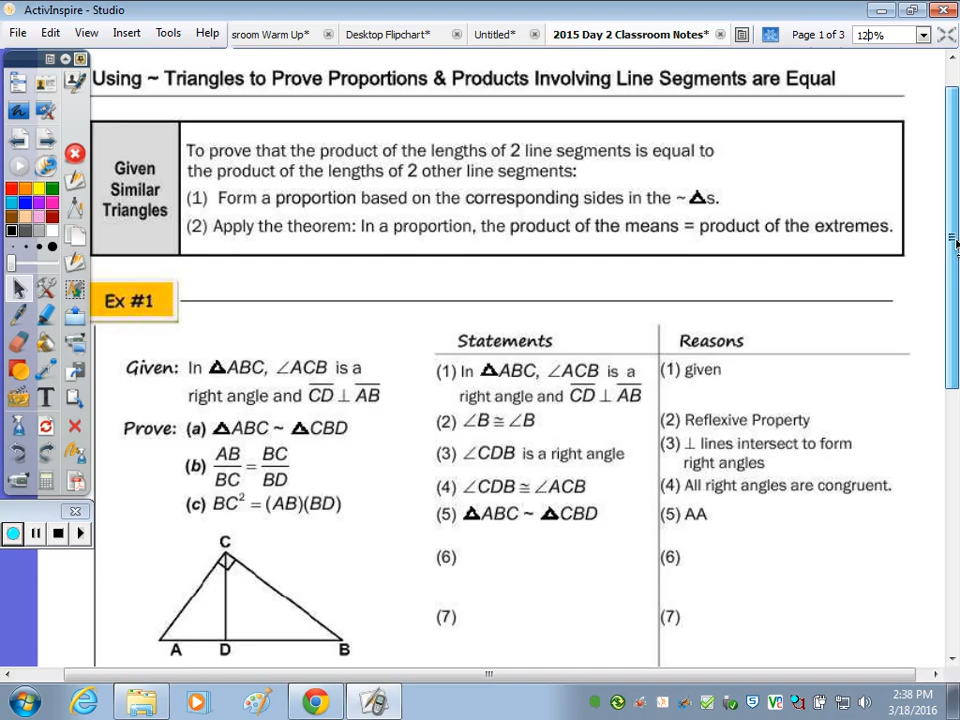 ActivInspire - Studio
File Edit View Insert Tools Help
sroom Warm Up* Desktop Flipchart* Untitled* 2015 Day 2 Classroom Notes* Page 1 of 3 120%
Using ~ Triangles to Prove Proportions & Products Involving Line Segments are Equal
Given
Similar
Triangles
To prove that the product of the lengths of 2 line segments is equal to
the product of the lengths of 2 other line segments:
(1) Form a proportion based on the corresponding sides in the ~ △s.
(2) Apply the theorem: In a proportion, the product of the means = product of the extremes.
Ex #1
Given: In △ABC, ∠ACB is a
right angle and C̅D̅ ⊥ A̅B̅
Prove: (a) △ABC ~ △CBD
(b) AB/BC = BC/BD
(c) BC² = (AB)(BD)
C
A D B
Statements
(1) In △ABC, ∠ACB is a
right angle and C̅D̅ ⊥ A̅B̅
(2) ∠B ≅ ∠B
(3) ∠CDB is a right angle
(4) ∠CDB ≅ ∠ACB
(5) △ABC ~ △CBD
(6)
(7)
Reasons
(1) given
(2) Reflexive Property
(3) ⊥ lines intersect to form
right angles
(4) All right angles are congruent.
(5) AA
(6)
(7)
2:38 PM
3/18/2016